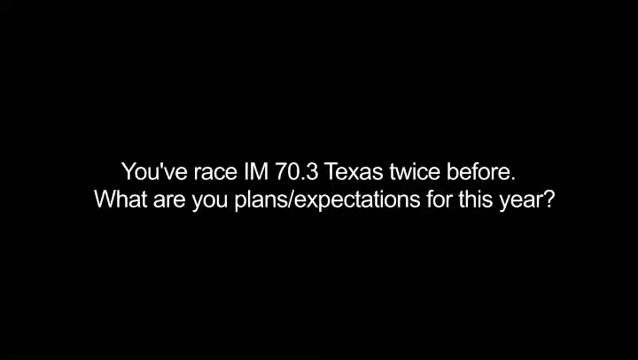 You've race IM 70.3 Texas twice before.
What are you plans/expectations for this year?